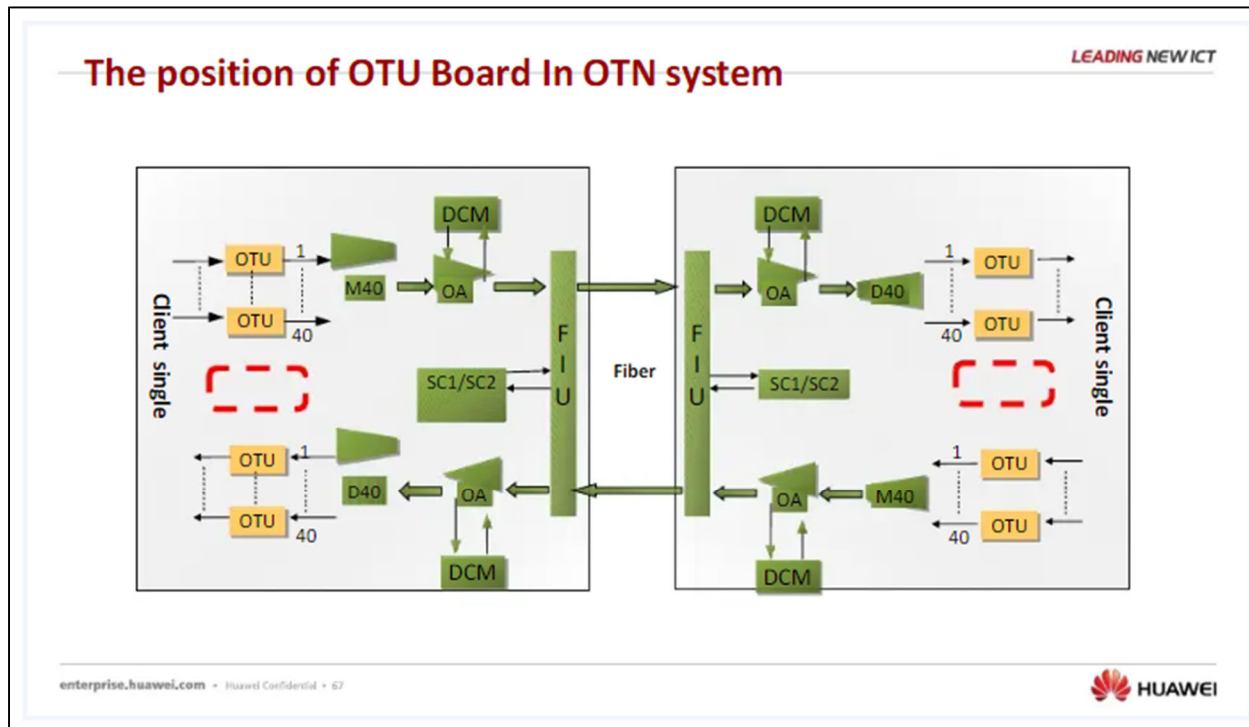 The position of OTU Board In OTN system
LEADING NEW ICT
DCM
DCM
OTU
1
M40
OA
OTU
40
Client single
F
I
U
SC1/SC2
Fiber
F
I
U
SC1/SC2
OA
D40
1
OTU
40
OTU
Client single
OTU
1
D40
OA
OTU
40
DCM
OA
M40
1
OTU
40
OTU
DCM
enterprise.huawei.com • Huawei Confidential • 67
HUAWEI